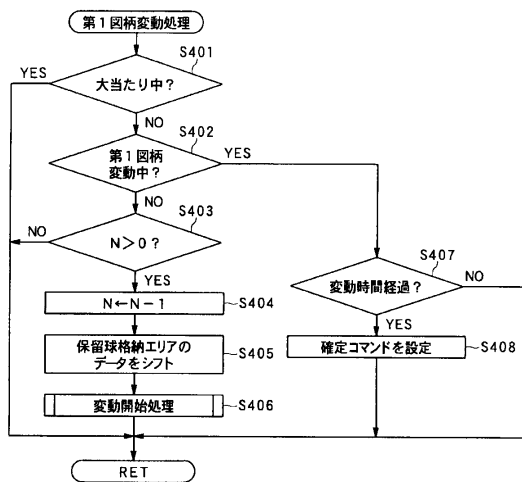 第1図柄変動処理
S401
YES
大当たり中？
NO
S402
YES
第1図柄
変動中？
NO
S403
NO
N＞0？
S407
NO
YES
変動時間経過？
N←N－1
S404
YES
保留球格納エリアの
データをシフト
S405
確定コマンドを設定
S408
変動開始処理
S406
RET